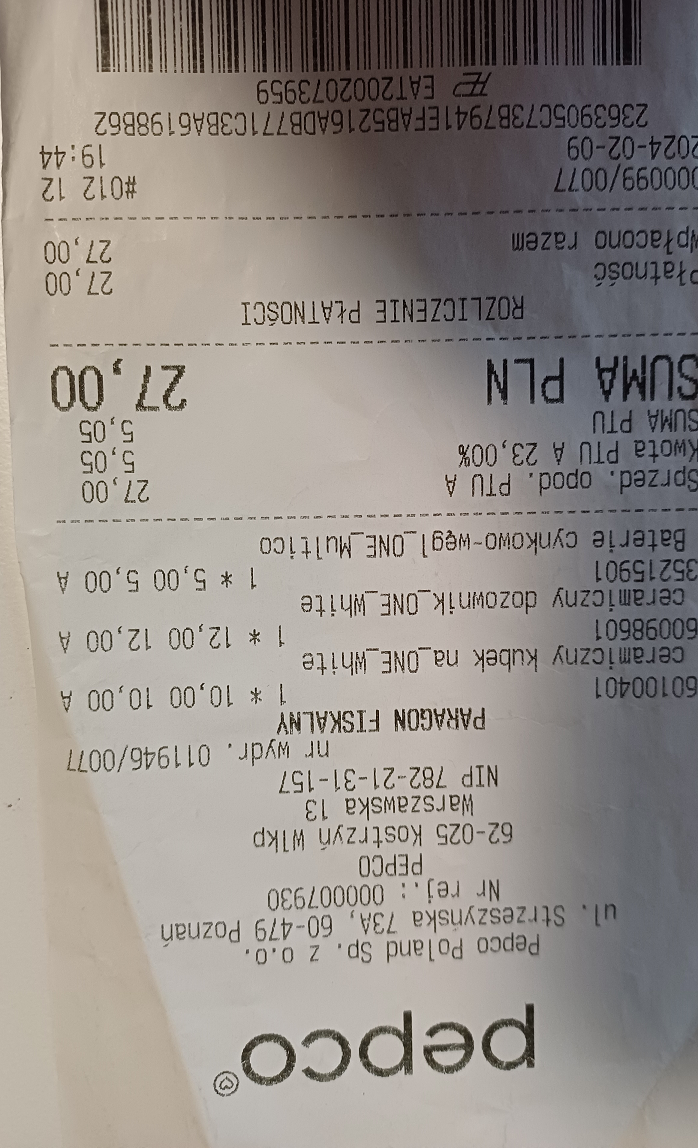 pepco
Pepco Poland Sp. z o.o.
ul. Strzeszyńska 73A, 60-479 Poznań
Nr rej.: 000007930
PEPCO
62-025 Kostrzyń Wlkp
Warszawska 13
NIP 782-21-31-157
nr wydr. 011946/0077
PARAGON FISKALNY
60100401 1 * 10,00 10,00 A
ceramiczny kubek na_ONE_White
60098601 1 * 12,00 12,00 A
ceramiczny dozownik_ONE_White
35215901 1 * 5,00 5,00 A
Baterie cynkowo-węgl_ONE_Multico
Sprzed. opod. PTU A 27,00
Kwota PTU A 23,00% 5,05
SUMA PTU 5,05
SUMA PLN 27,00
ROZLICZENIE PŁATNOŚCI
Płatność 27,00
Wpłacono razem 27,00
000099/0077 #012 12
2024-02-09 19:44
2363905C73B7941EFAB5216ADB771C3BA6198B62
EAT2002073959